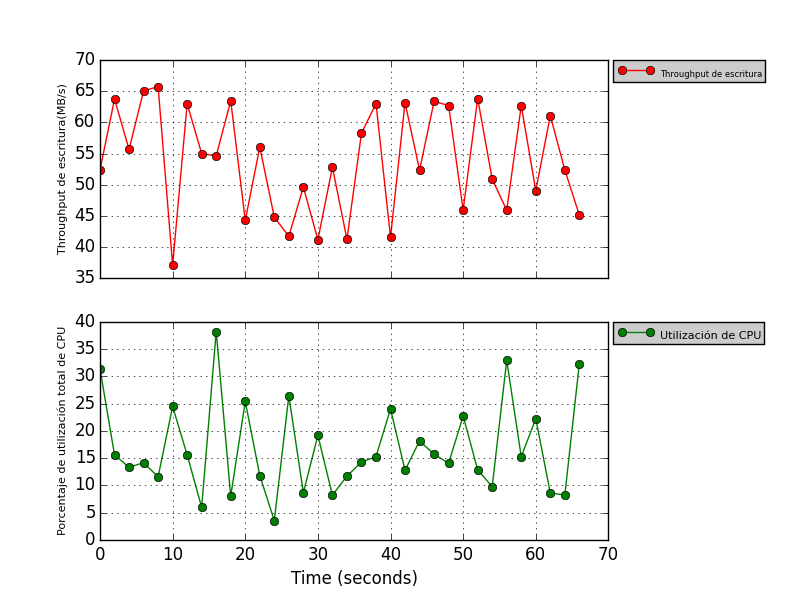 70
65
60
55
50
45
40
35
Throughput de escritura(MB/s)
Throughput de escritura
40
35
30
25
20
15
10
5
0
Porcentaje de utilización total de CPU
Utilización de CPU
0 10 20 30 40 50 60 70
Time (seconds)